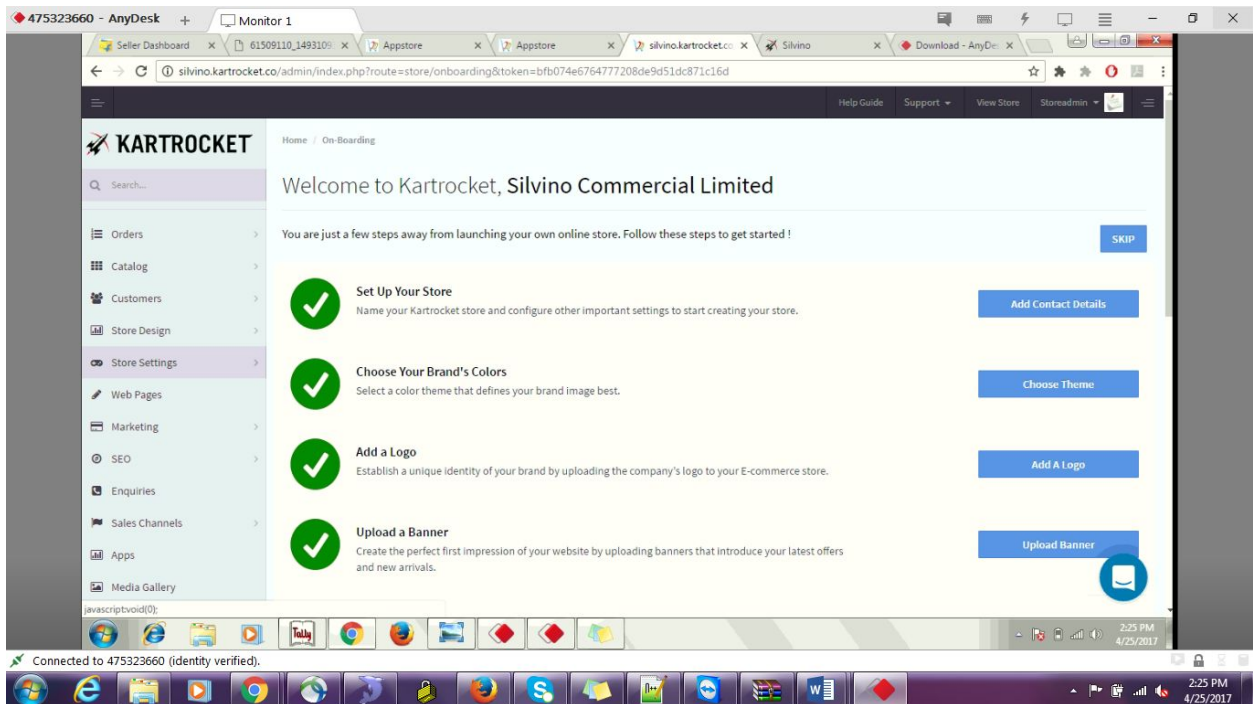 475323660 - AnyDesk
Monitor 1
Seller Dashboard
61509110_1493109
Appstore
Appstore
silvino.kartrocket.co
Silvino
Download - AnyDe
silvino.kartrocket.co/admin/index.php?route=store/onboarding&token=bfb074e6764777208de9d51dc871c16d
Help Guide
Support
View Store
Storeadmin
KARTROCKET
Home / On-Boarding
Search...
Welcome to Kartrocket, Silvino Commercial Limited
You are just a few steps away from launching your own online store. Follow these steps to get started !
SKIP
Orders
Catalog
Customers
Store Design
Store Settings
Web Pages
Marketing
SEO
Enquiries
Sales Channels
Apps
Media Gallery
Set Up Your Store
Name your Kartrocket store and configure other important settings to start creating your store.
Add Contact Details
Choose Your Brand's Colors
Select a color theme that defines your brand image best.
Choose Theme
Add a Logo
Establish a unique identity of your brand by uploading the company's logo to your E-commerce store.
Add A Logo
Upload a Banner
Create the perfect first impression of your website by uploading banners that introduce your latest offers
and new arrivals.
Upload Banner
javascript:void(0);
Tally
2:25 PM
4/25/2017
Connected to 475323660 (identity verified).
2:25 PM
4/25/2017